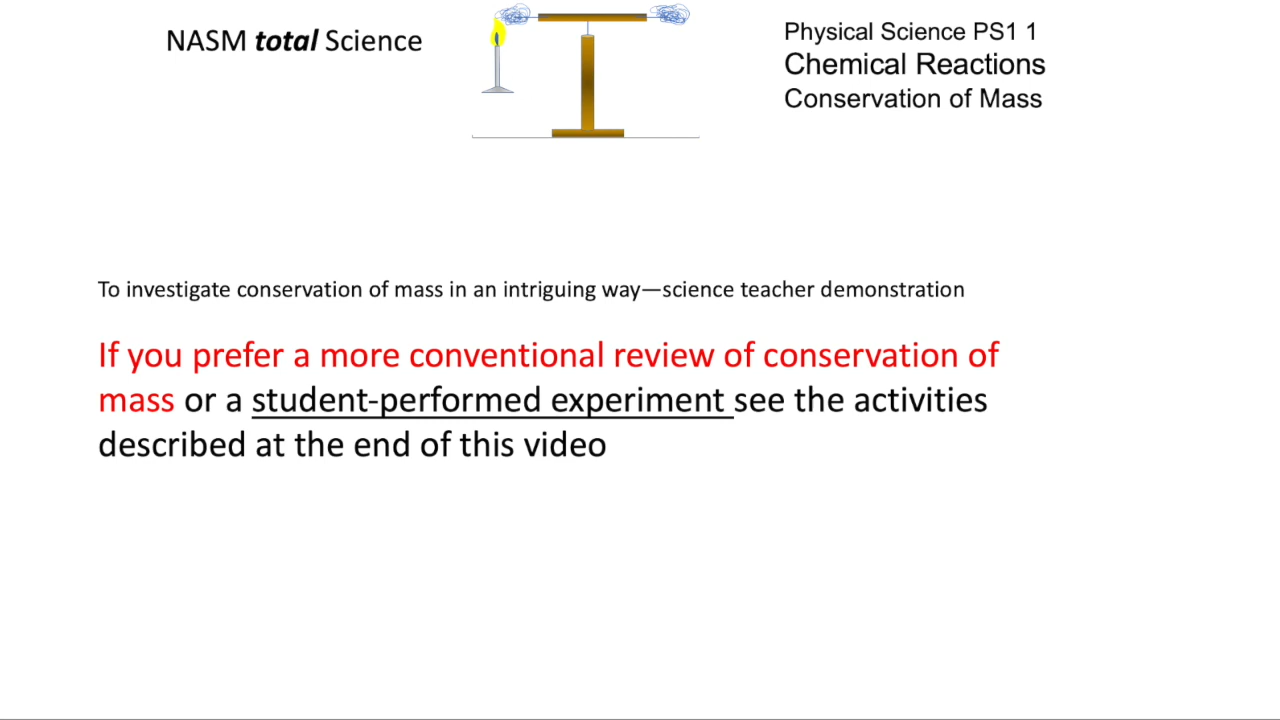 NASM total Science
Physical Science PS1 1
Chemical Reactions
Conservation of Mass
To investigate conservation of mass in an intriguing way—science teacher demonstration
If you prefer a more conventional review of conservation of
mass or a student-performed experiment see the activities
described at the end of this video